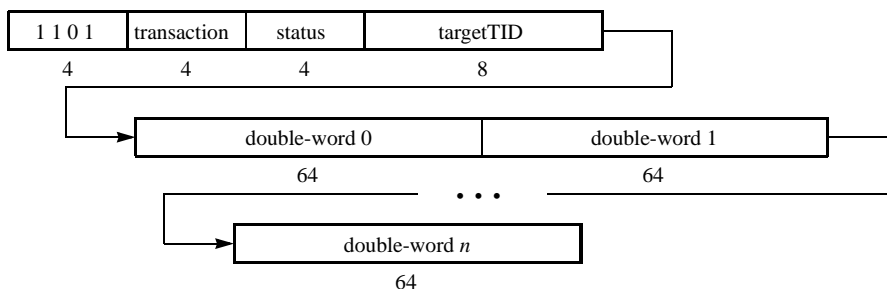 1 1 0 1 transaction status targetTID
4 4 4 8
double-word 0 double-word 1
64 64
• • •
double-word n
64